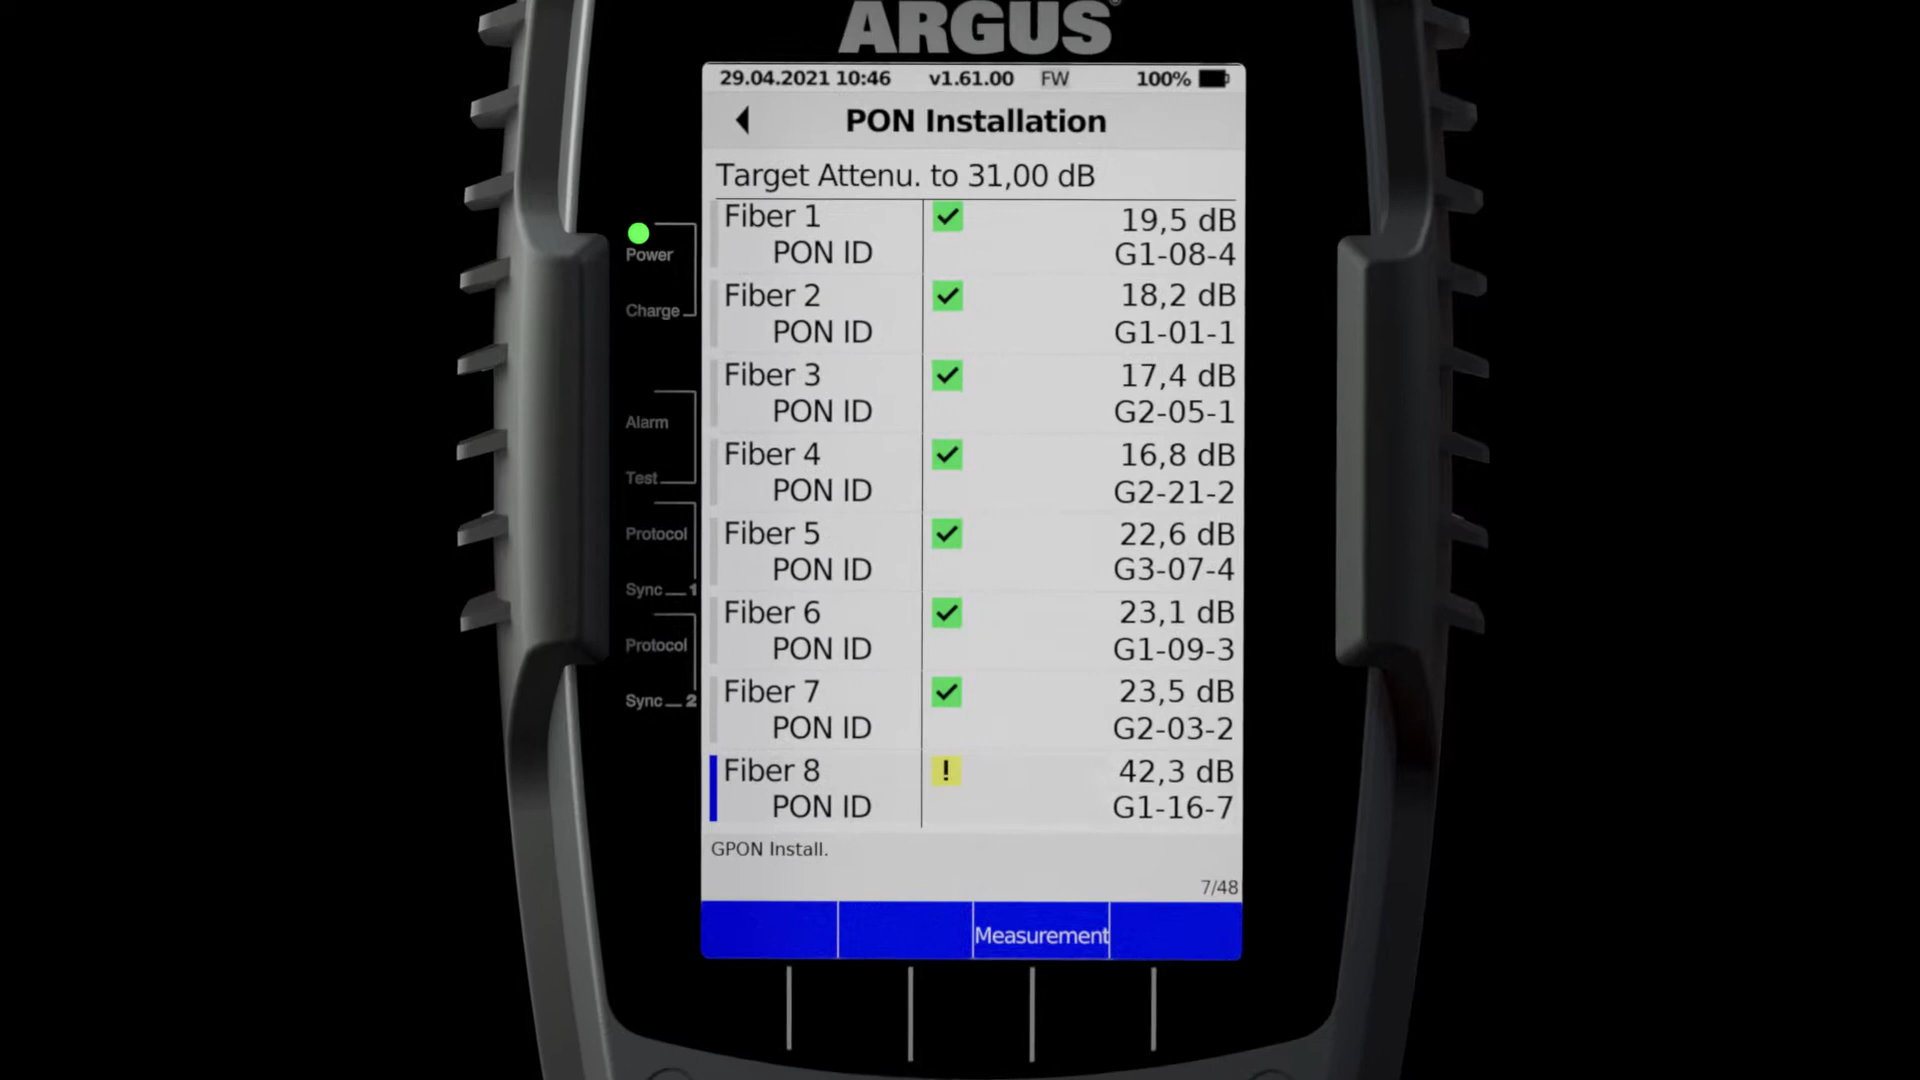 ARGUS®
29.04.2021 10:46 v1.61.00 FW 100%
PON Installation
Target Attenu. to 31,00 dB
Fiber 1 19,5 dB
PON ID G1-08-4
Fiber 2 18,2 dB
PON ID G1-01-1
Fiber 3 17,4 dB
PON ID G2-05-1
Fiber 4 16,8 dB
PON ID G2-21-2
Fiber 5 22,6 dB
PON ID G3-07-4
Fiber 6 23,1 dB
PON ID G1-09-3
Fiber 7 23,5 dB
PON ID G2-03-2
Fiber 8 ! 42,3 dB
PON ID G1-16-7
GPON Install.
7/48
Measurement
Power
Charge
Alarm
Test
Protocol
Sync 1
Protocol
Sync 2